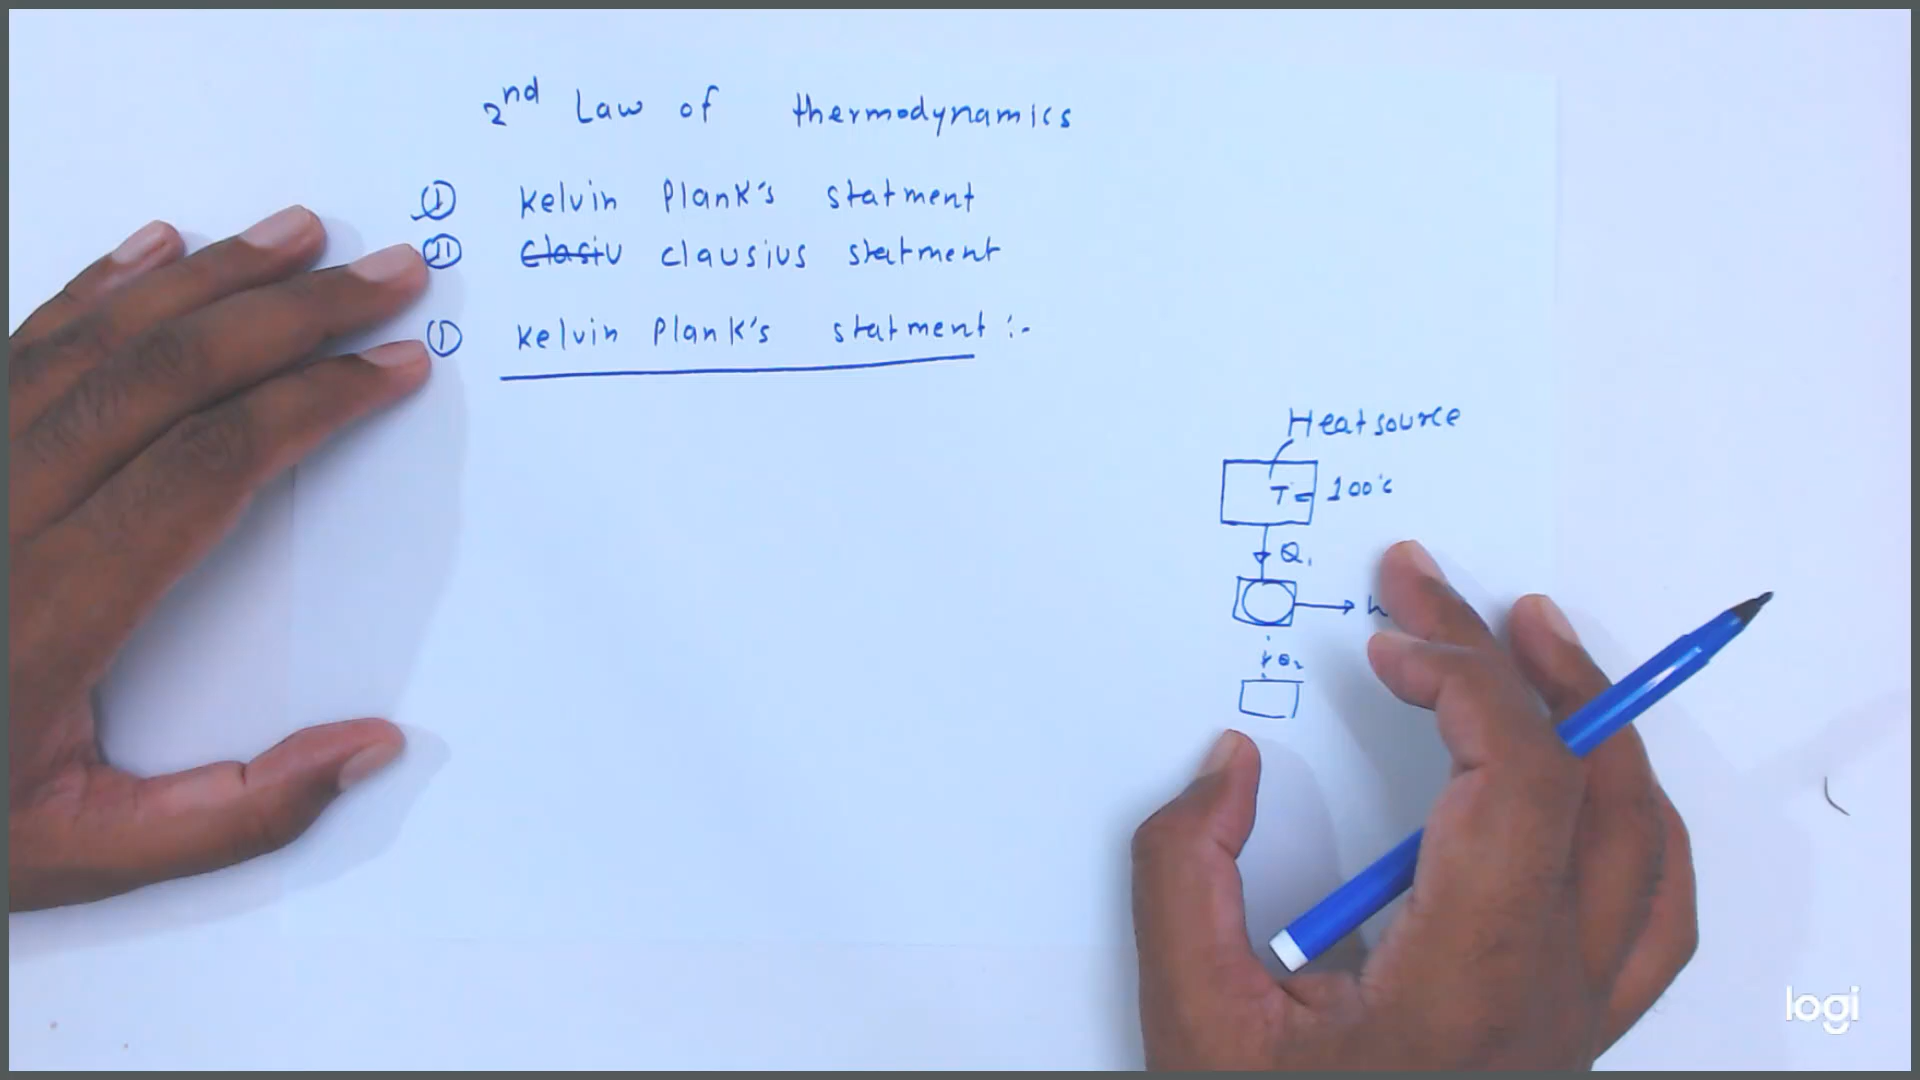 2nd Law of thermodynamics
① Kelvin Plank's statment
② Clasiu clausius statment
① Kelvin Plank's statment :-
Heat source
T = 100°c
Q₁
Q₂
logi